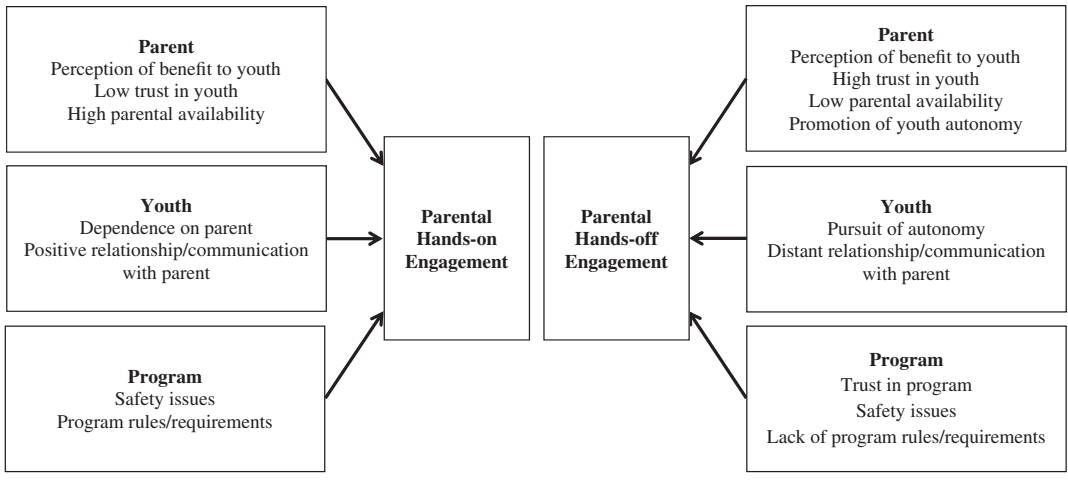 Parent
Perception of benefit to youth
Low trust in youth
High parental availability
Youth
Dependence on parent
Positive relationship/communication
with parent
Program
Safety issues
Program rules/requirements
Parental
Hands-on
Engagement
Parental
Hands-off
Engagement
Parent
Perception of benefit to youth
High trust in youth
Low parental availability
Promotion of youth autonomy
Youth
Pursuit of autonomy
Distant relationship/communication
with parent
Program
Trust in program
Safety issues
Lack of program rules/requirements